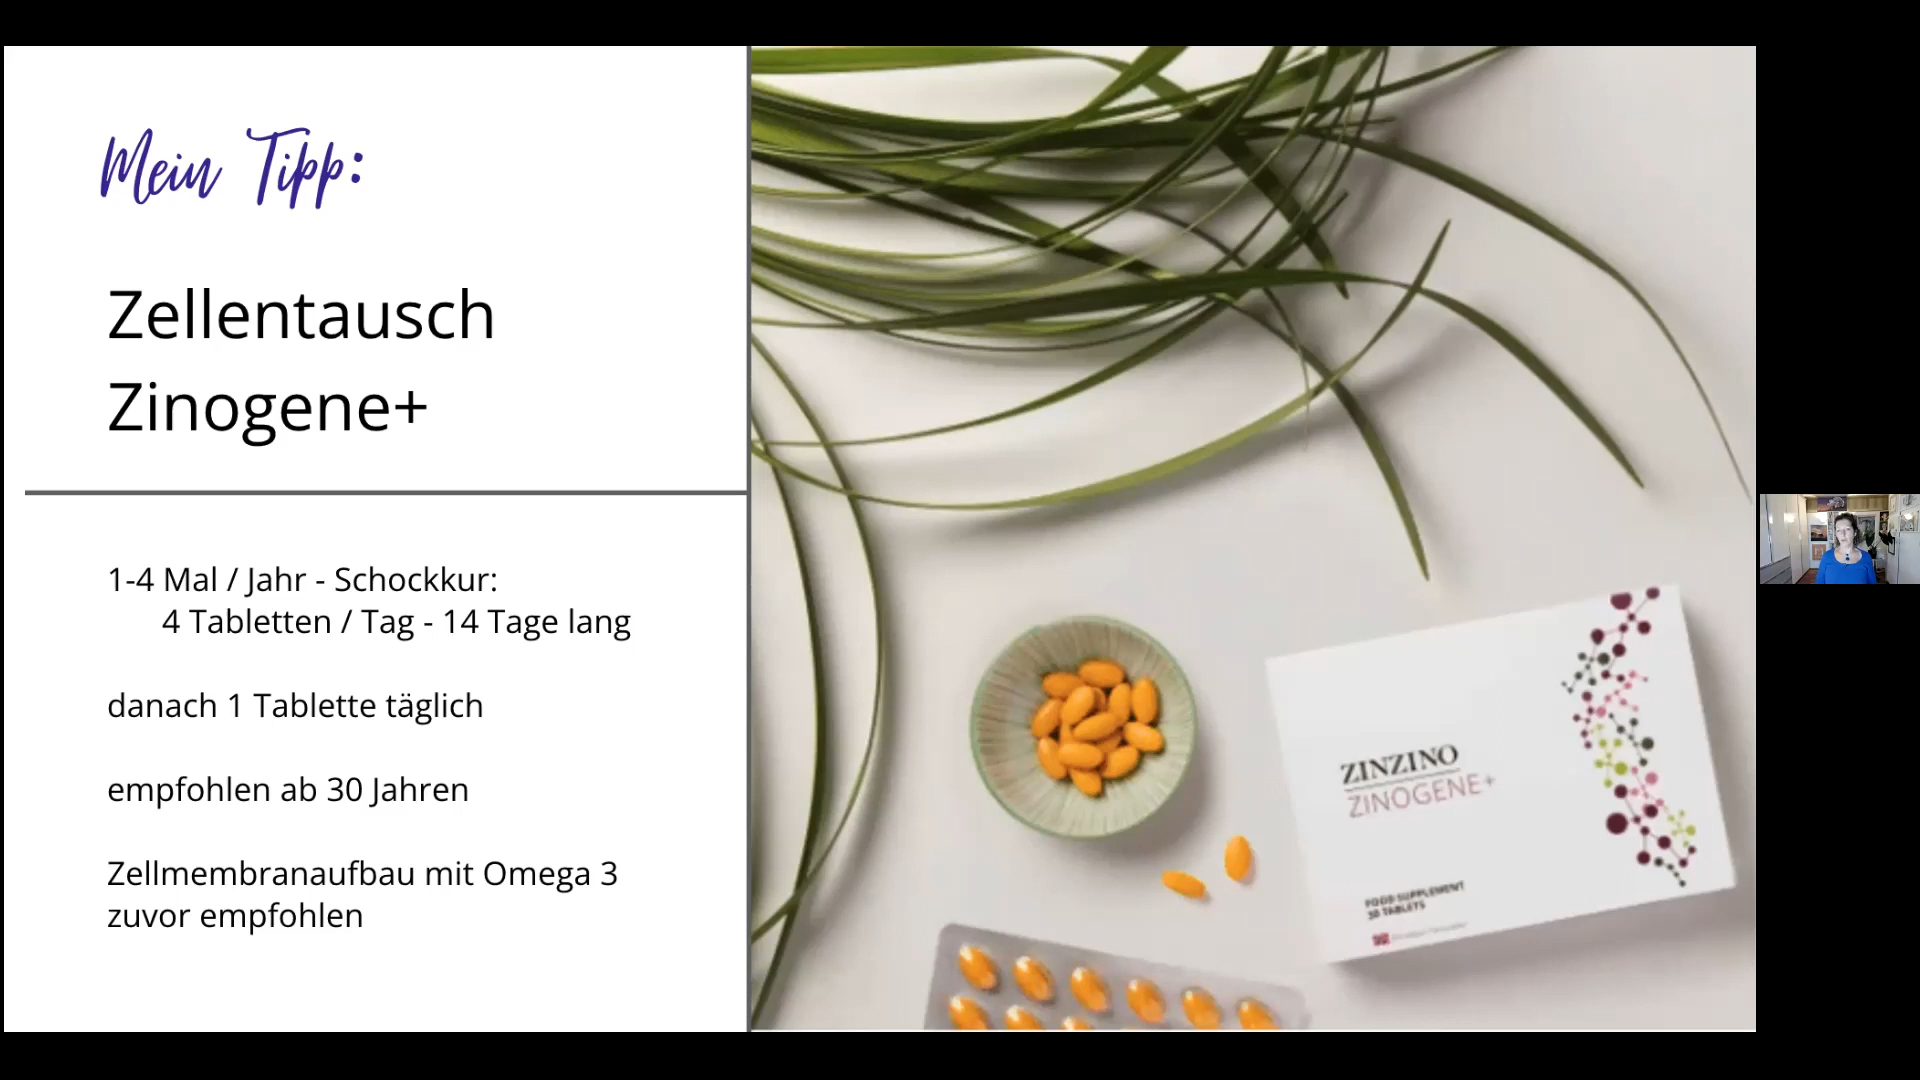 Mein Tipp:
Zellentausch
Zinogene+
1-4 Mal / Jahr - Schockkur:
4 Tabletten / Tag - 14 Tage lang
danach 1 Tablette täglich
empfohlen ab 30 Jahren
Zellmembranaufbau mit Omega 3
zuvor empfohlen
ZINZINO
ZINOGENE+
FOOD SUPPLEMENT
30 TABLETS